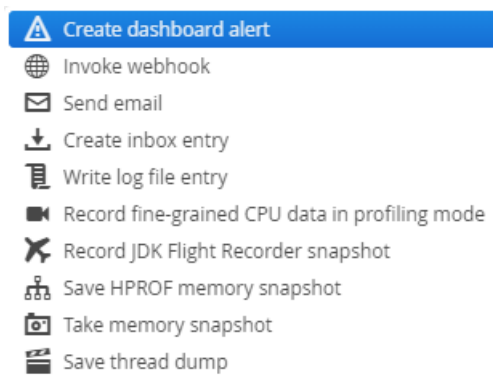 Create dashboard alert
Invoke webhook
Send email
Create inbox entry
Write log file entry
Record fine-grained CPU data in profiling mode
Record JDK Flight Recorder snapshot
Save HPROF memory snapshot
Take memory snapshot
Save thread dump